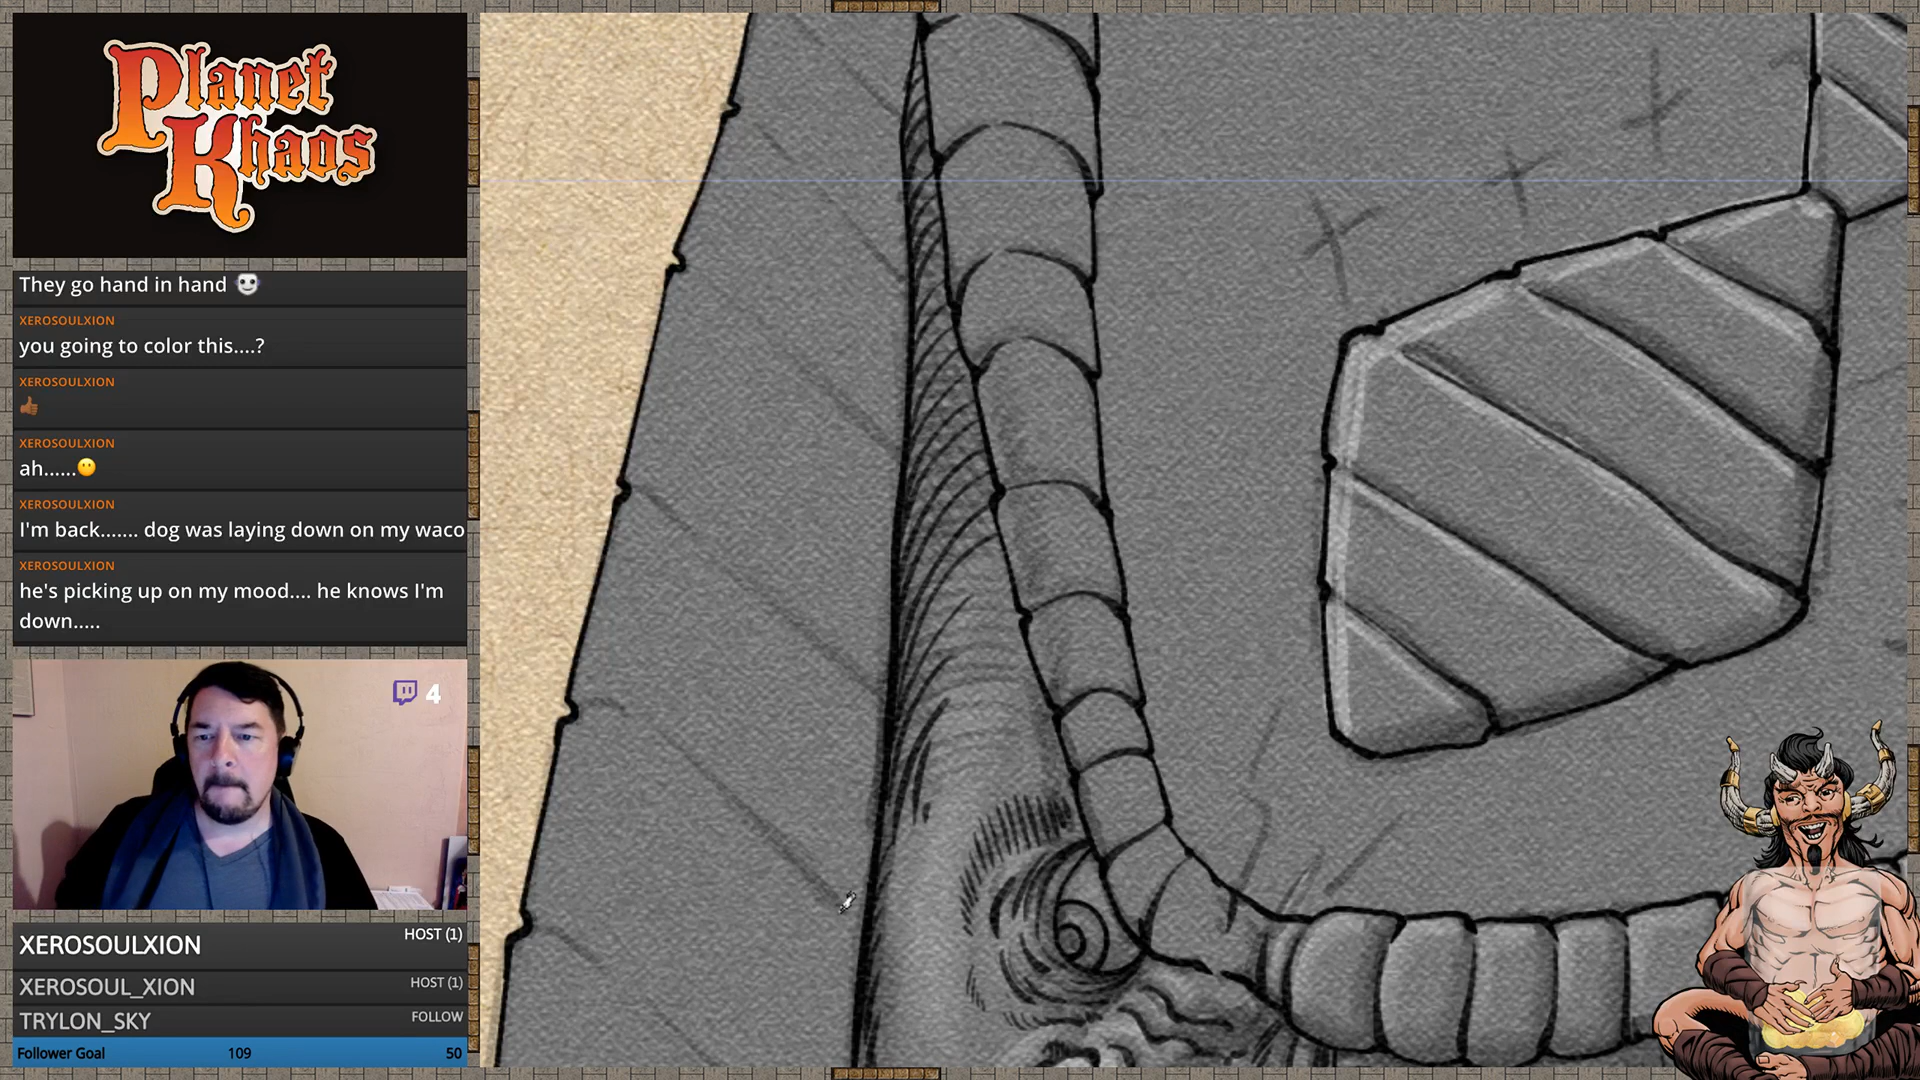 Planet
Khaos
They go hand in hand
XEROSOULXION
you going to color this....?
XEROSOULXION
XEROSOULXION
ah......
XEROSOULXION
I'm back....... dog was laying down on my waco
XEROSOULXION
he's picking up on my mood.... he knows I'm
down.....
4
XEROSOULXION HOST (1)
XEROSOUL_XION HOST (1)
TRYLON_SKY FOLLOW
Follower Goal 109 50